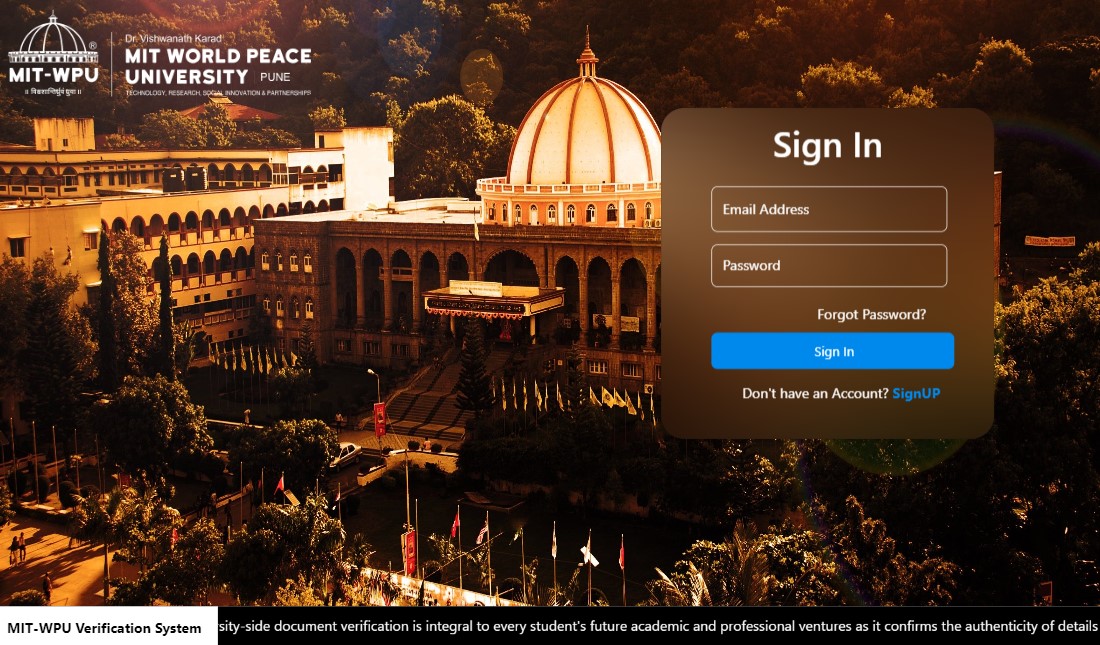 Dr. Vishwanath Karad
MIT WORLD PEACE
UNIVERSITY PUNE
TECHNOLOGY, RESEARCH, SOCIAL INNOVATION & PARTNERSHIPS
®
MIT-WPU
Sign In
Email Address
Password
Forgot Password?
Sign In
Don't have an Account? SignUP
MIT-WPU Verification System
sity-side document verification is integral to every student's future academic and professional ventures as it confirms the authenticity of details